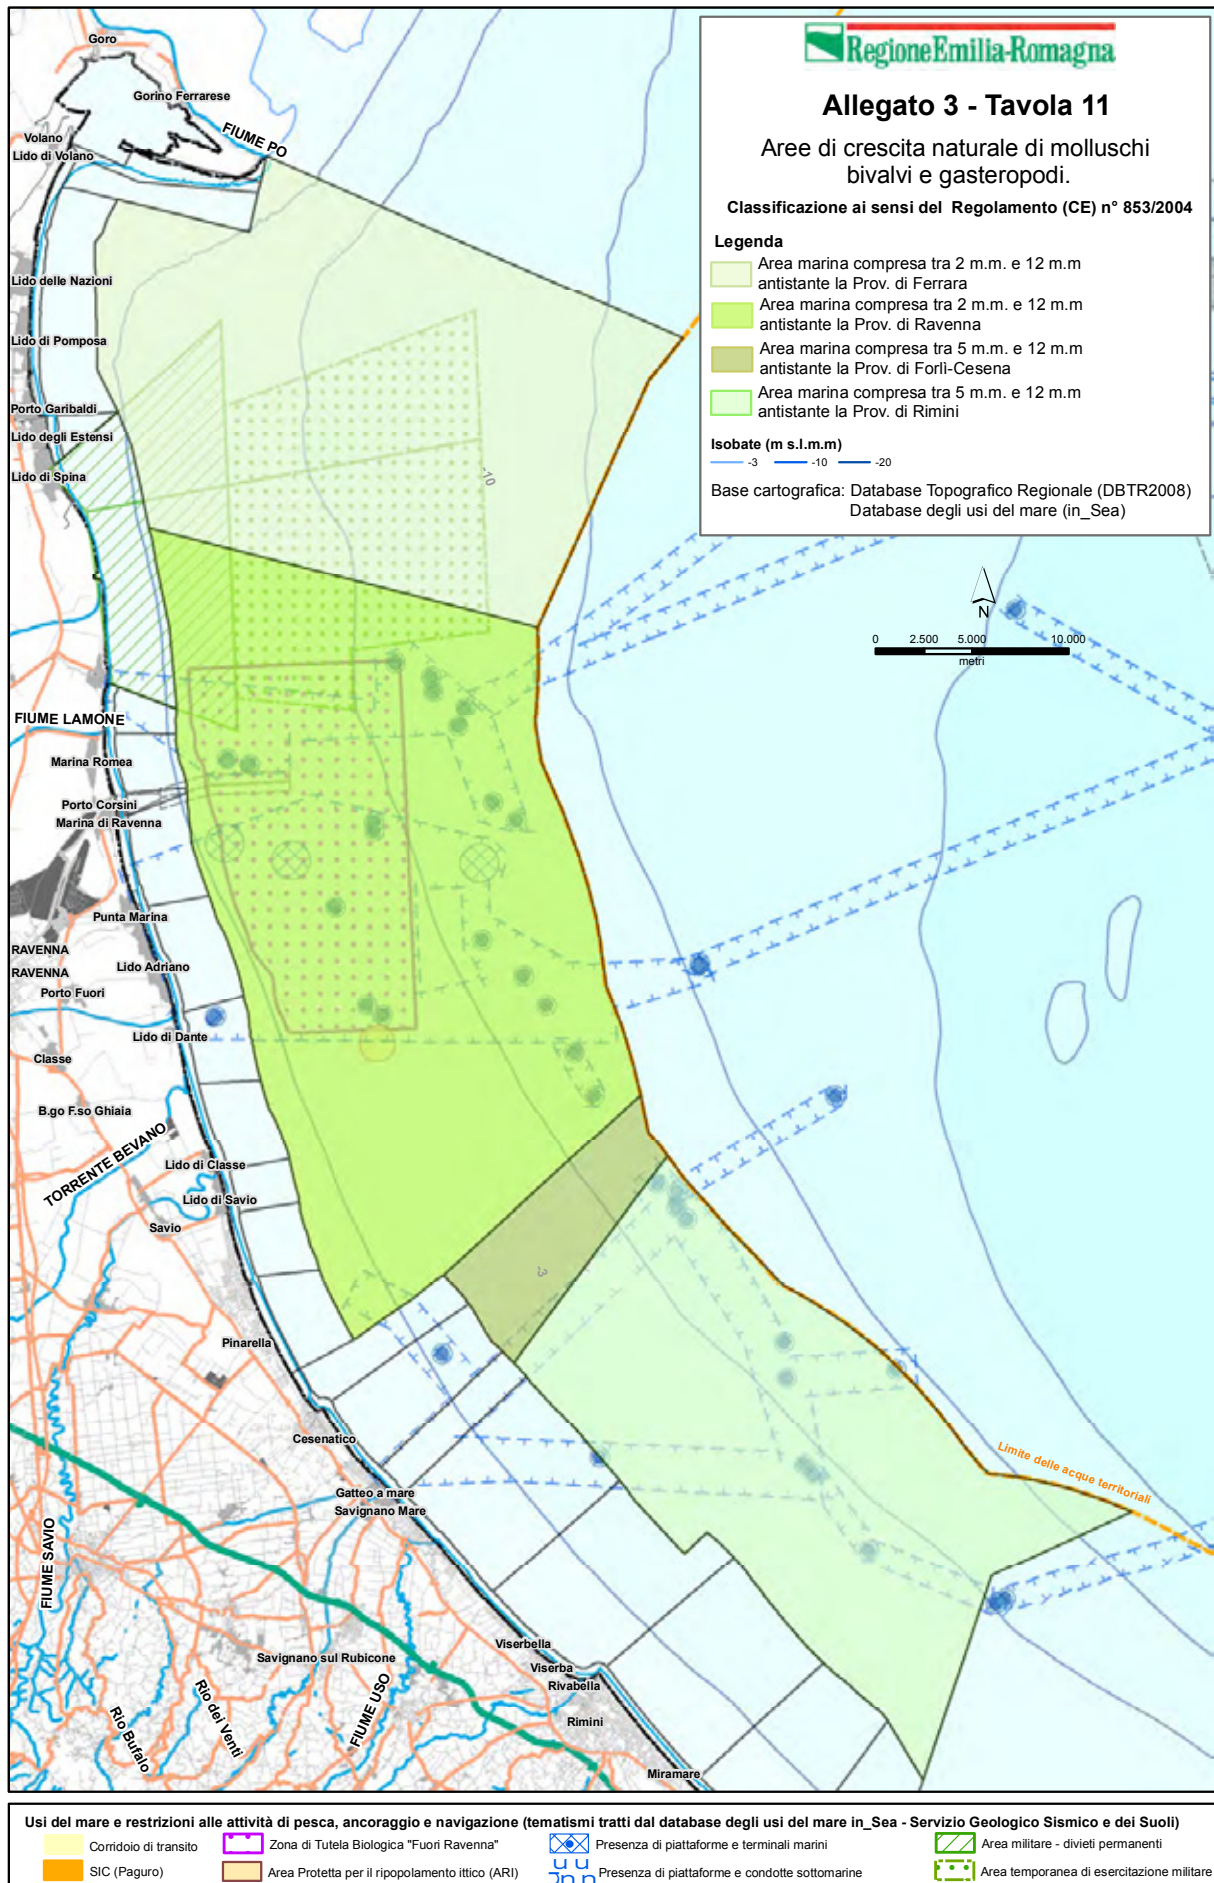 RegioneEmilia-Romagna
Allegato 3 - Tavola 11
Aree di crescita naturale di molluschi
bivalvi e gasteropodi.
Classificazione ai sensi del Regolamento (CE) n° 853/2004
Legenda
Area marina compresa tra 2 m.m. e 12 m.m
antistante la Prov. di Ferrara
Area marina compresa tra 2 m.m. e 12 m.m
antistante la Prov. di Ravenna
Area marina compresa tra 5 m.m. e 12 m.m
antistante la Prov. di Forlì-Cesena
Area marina compresa tra 5 m.m. e 12 m.m
antistante la Prov. di Rimini
Isobate (m s.l.m.m)
-3 -10 -20
Base cartografica: Database Topografico Regionale (DBTR2008)
Database degli usi del mare (in_Sea)
N
0 2.500 5.000 10.000
metri
Goro
Gorino Ferrarese
FIUME PO
Volano
Lido di Volano
Lido delle Nazioni
Lido di Pomposa
Porto Garibaldi
Lido degli Estensi
Lido di Spina
-10
FIUME LAMONE
Marina Romea
Porto Corsini
Marina di Ravenna
Punta Marina
RAVENNA
Lido Adriano
RAVENNA
Porto Fuori
Lido di Dante
Classe
B.go F.so Ghiaia
TORRENTE BEVANO
Lido di Classe
Lido di Savio
Savio
-3
Pinarella
Cesenatico
Limite delle acque territoriali
Gatteo a mare
Savignano Mare
FIUME SAVIO
Viserbella
Savignano sul Rubicone
Viserba
Rivabella
Rio Bufalo
Rio dei Venti
FIUME USO
Rimini
Miramare
Usi del mare e restrizioni alle attività di pesca, ancoraggio e navigazione (tematismi tratti dal database degli usi del mare in_Sea - Servizio Geologico Sismico e dei Suoli)
Corridoio di transito
Zona di Tutela Biologica "Fuori Ravenna"
Presenza di piattaforme e terminali marini
Area militare - divieti permanenti
SIC (Paguro)
Area Protetta per il ripopolamento ittico (ARI)
Presenza di piattaforme e condotte sottomarine
Area temporanea di esercitazione militare